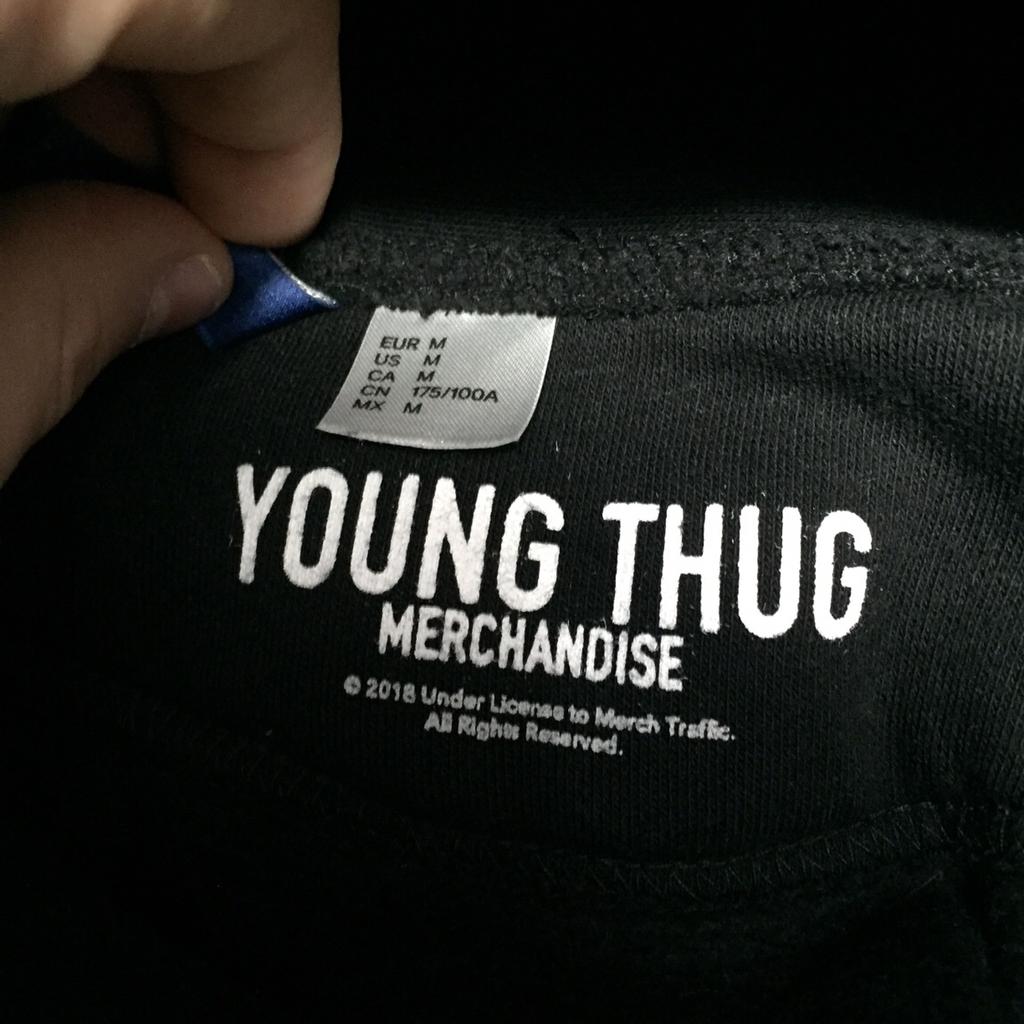 EUR M
US M
CA M
CN 175/100A
MX M
YOUNG THUG
MERCHANDISE
© 2018 Under License to Merch Traffic.
All Rights Reserved.